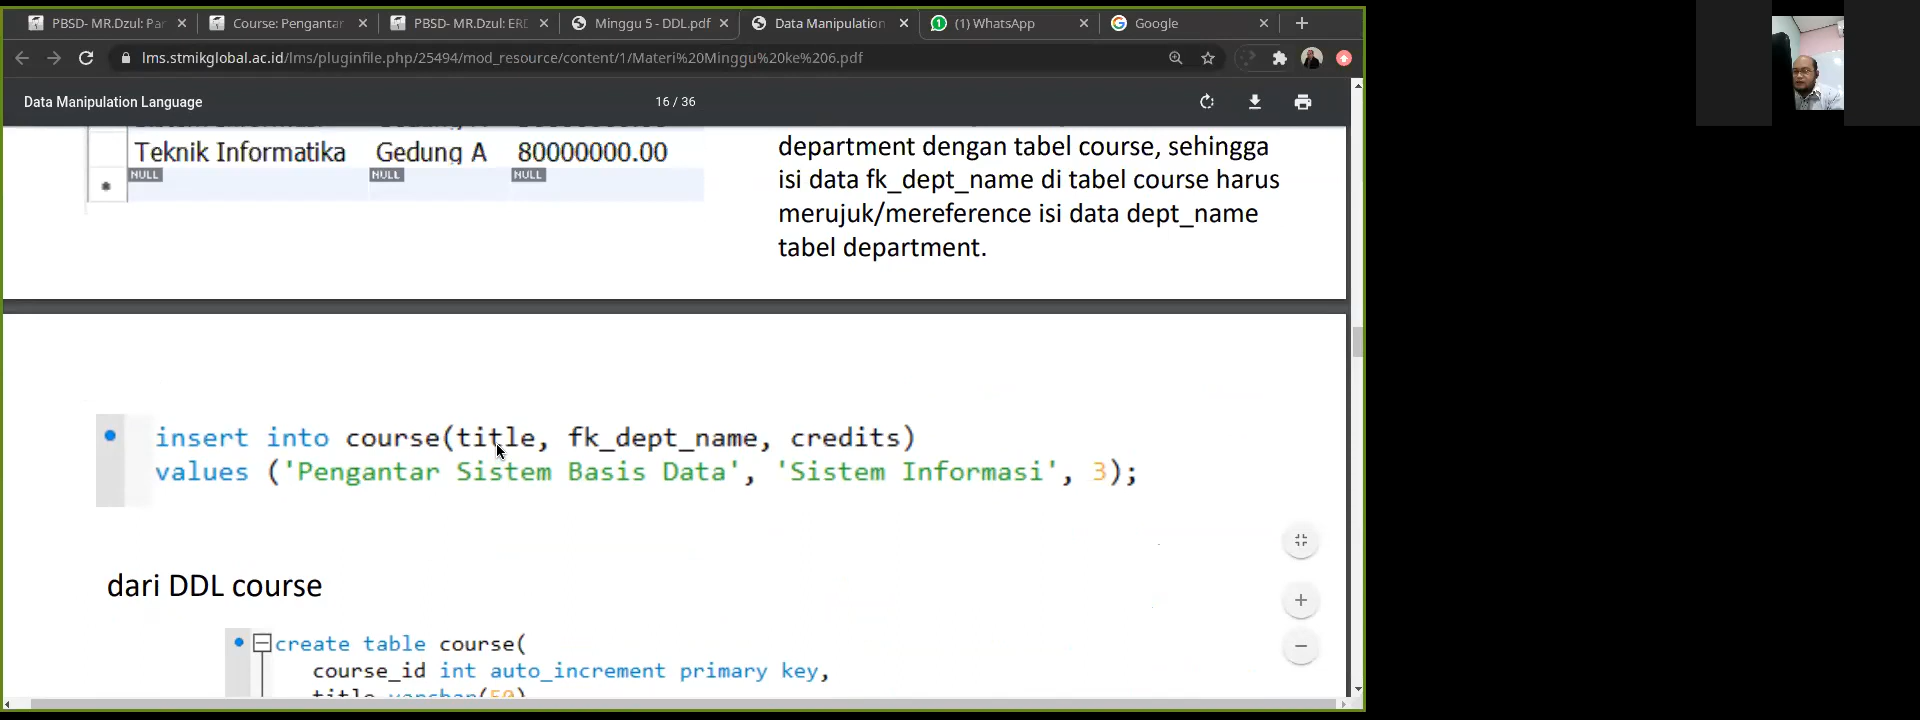 PBSD- MR.Dzul: Par
Course: Pengantar
PBSD- MR.Dzul: ERD
Minggu 5 - DDL.pdf
Data Manipulation
(1) WhatsApp
Google
lms.stmikglobal.ac.id/lms/pluginfile.php/25494/mod_resource/content/1/Materi%20Minggu%20ke%206.pdf
Data Manipulation Language
16 / 36
Teknik Informatika Gedung A 80000000.00
NULL NULL NULL
department dengan tabel course, sehingga
isi data fk_dept_name di tabel course harus
merujuk/mereference isi data dept_name
tabel department.
insert into course(title, fk_dept_name, credits)
values ('Pengantar Sistem Basis Data', 'Sistem Informasi', 3);
dari DDL course
create table course(
course_id int auto_increment primary key,
title varchar(50)